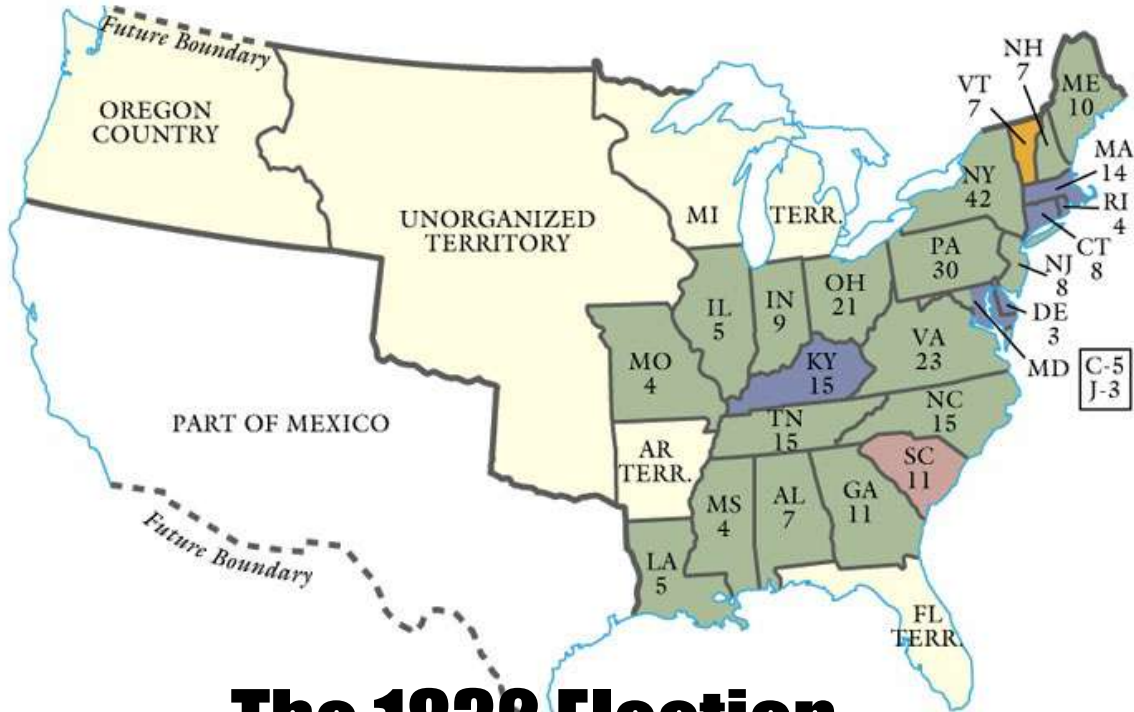 Future Boundary
OREGON
COUNTRY
UNORGANIZED
TERRITORY
MI TERR.
NH
7
VT
7
ME
10
MA
14
RI
4
CT
8
NY
42
PA
30
NJ
8
DE
3
MD
C-5
J-3
OH
21
IN
9
IL
5
MO
4
KY
15
VA
23
NC
15
TN
15
SC
11
AR
TERR.
MS
4
AL
7
GA
11
LA
5
FL
TERR.
PART OF MEXICO
Future Boundary
The Election